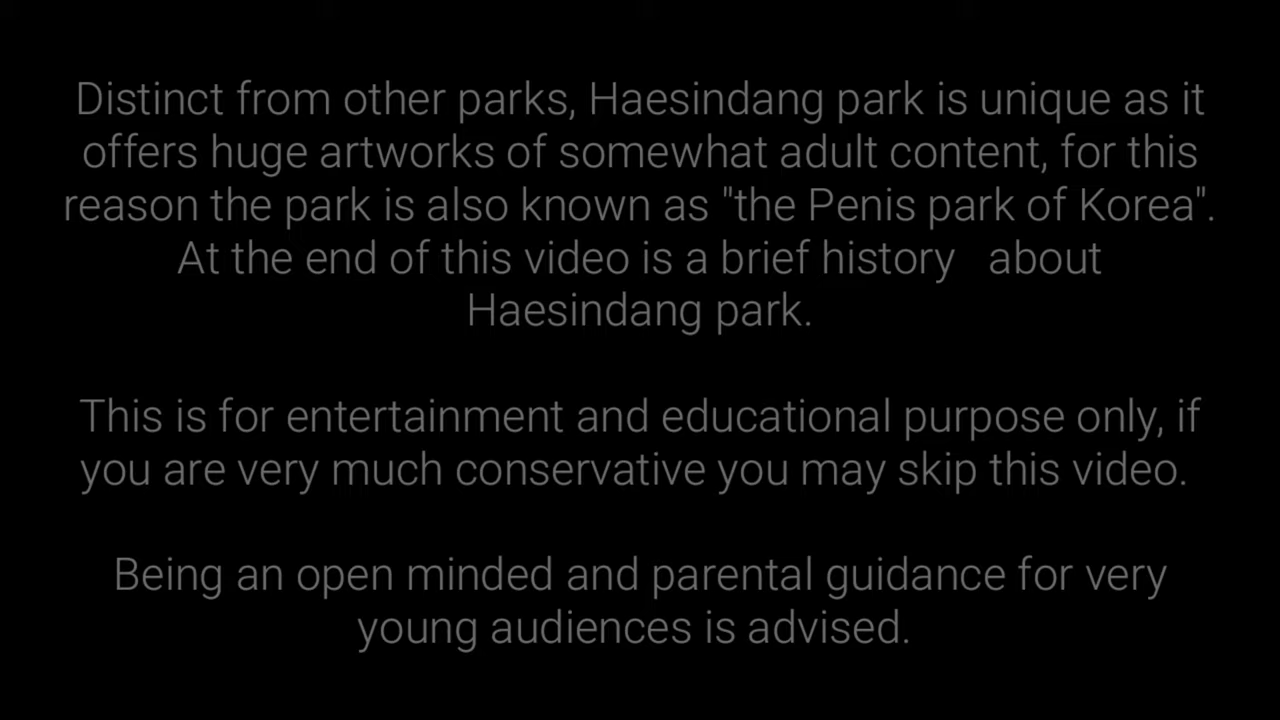 Distinct from other parks, Haesindang park is unique as it
offers huge artworks of somewhat adult content, for this
reason the park is also known as "the Penis park of Korea".
At the end of this video is a brief history   about
Haesindang park.
This is for entertainment and educational purpose only, if
you are very much conservative you may skip this video.
Being an open minded and parental guidance for very
young audiences is advised.